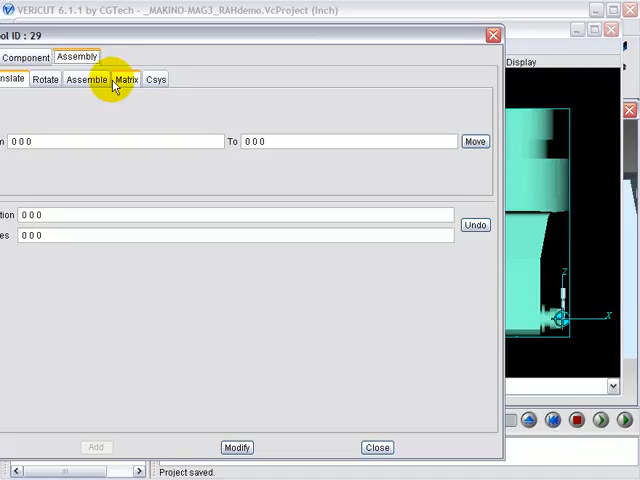 VERICUT 6.1.1 by CGTech - _MAKINO-MAG3_RAHdemo.VcProject (Inch)
ool ID : 29
Component Assembly
Display
nslate Rotate Assemble Matrix Csys
m 0 0 0 To 0 0 0 Move
tion 0 0 0
Undo
es 0 0 0
Z
X
Add Modify Close
Project saved.